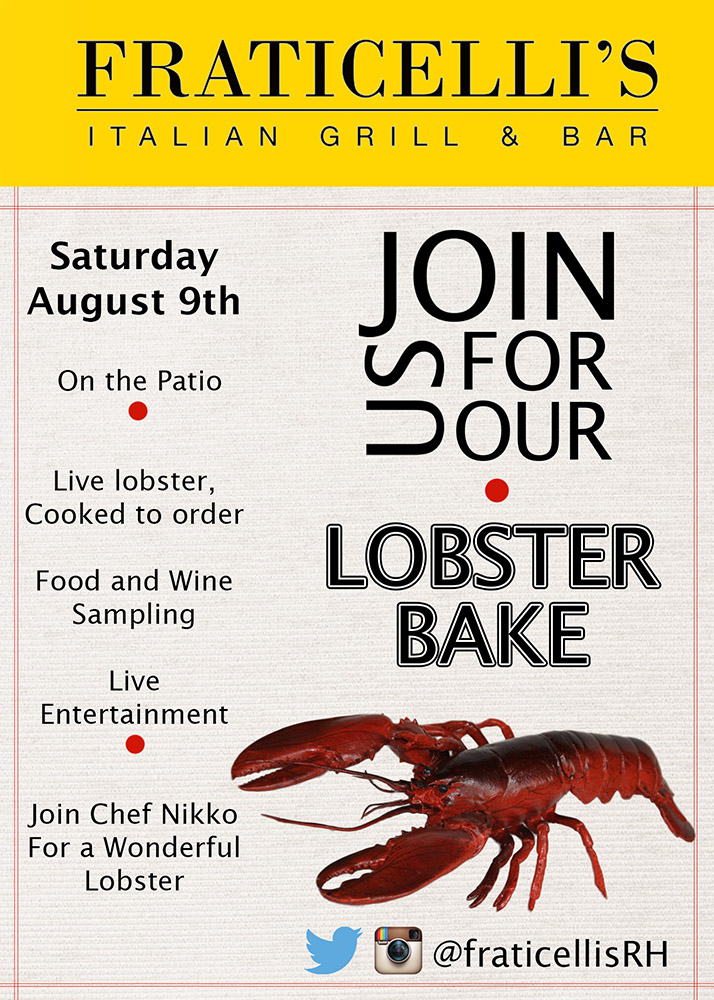 FRATICELLI'S
ITALIAN GRILL & BAR
Saturday
August 9th
On the Patio
Live lobster,
Cooked to order
Food and Wine
Sampling
Live
Entertainment
Join Chef Nikko
For a Wonderful
Lobster
JOIN
US FOR
OUR
LOBSTER
BAKE
@fraticellisRH